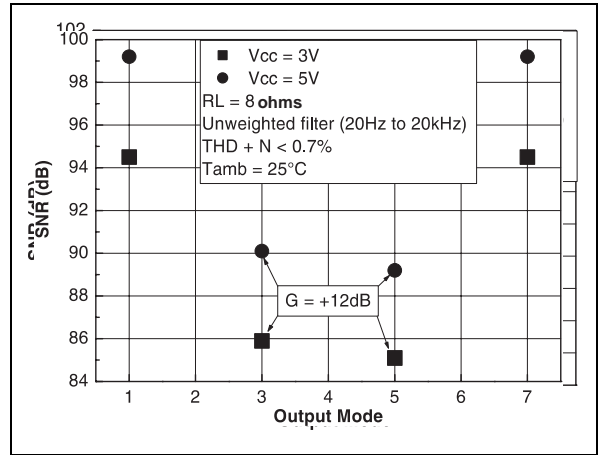 102
100
98
96
94
92
90
88
86
84
SNR (dB)
Vcc = 3V
Vcc = 5V
RL = 8 ohms
Unweighted filter (20Hz to 20kHz)
THD + N < 0.7%
Tamb = 25°C
G = +12dB
1 2 3 4 5 6 7
Output Mode